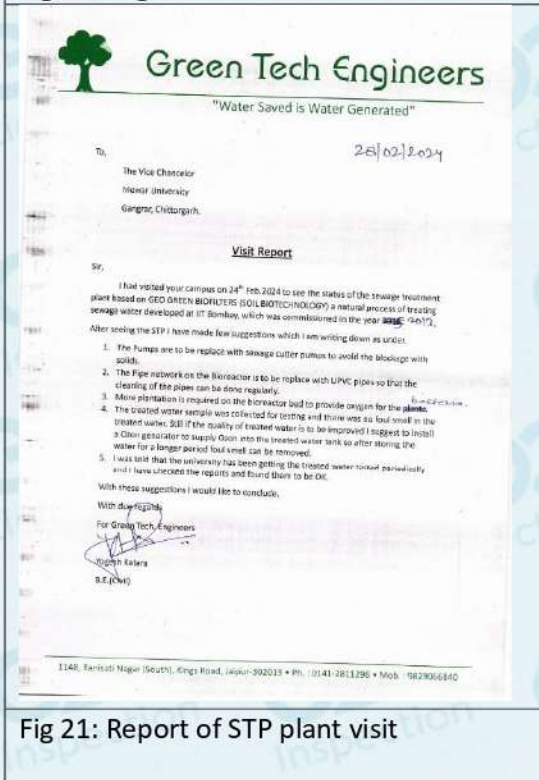 Green Tech Engineers
"Water Saved is Water Generated"
28/02/2024
To,
The Vice Chancelor
Mewar University
Gangrar, Chittorgarh.
Visit Report
Sir,
I had visited your campus on 24th Feb.2024 to see the status of the sewage treatment
plant based on GEO GREEN BIOFILTERS (SOIL BIOTECHNOLOGY) a natural process of treating
sewage water developed at IIT Bombay, which was commissioned in the year 2012.
After seeing the STP I have made few suggestions which I am writing down as under.
1. The Pumps are to be replace with sewage cutter pumps to avoid the blockage with
solids.
2. The Pipe network on the Bioreactor is to be replace with UPVC pipes so that the
cleaning of the pipes can be done regularly.
bacteria.
3. More plantation is required on the bioreactor bed to provide oxygen for the plants.
4. The treated water sample was collected for testing and there was no foul smell in the
treated water. Still if the quality of treated water is to be improved I suggest to install
a Ozon generator to supply Ozon into the treated water tank so after storing the
water for a longer period foul smell can be removed.
5. I was told that the university has been getting the treated water tested periodically
and I have checked the reports and found them to be OK.
With these suggestions I would like to conclude.
With due regards
For Green Tech, Engineers
Yogesh
B.E.(Civil)
1148, Nagar (South), Kings Road, Jaipur-302019 • Ph. : 0141-2811296 • Mob. : 9829066840
Fig 21: Report of STP plant visit